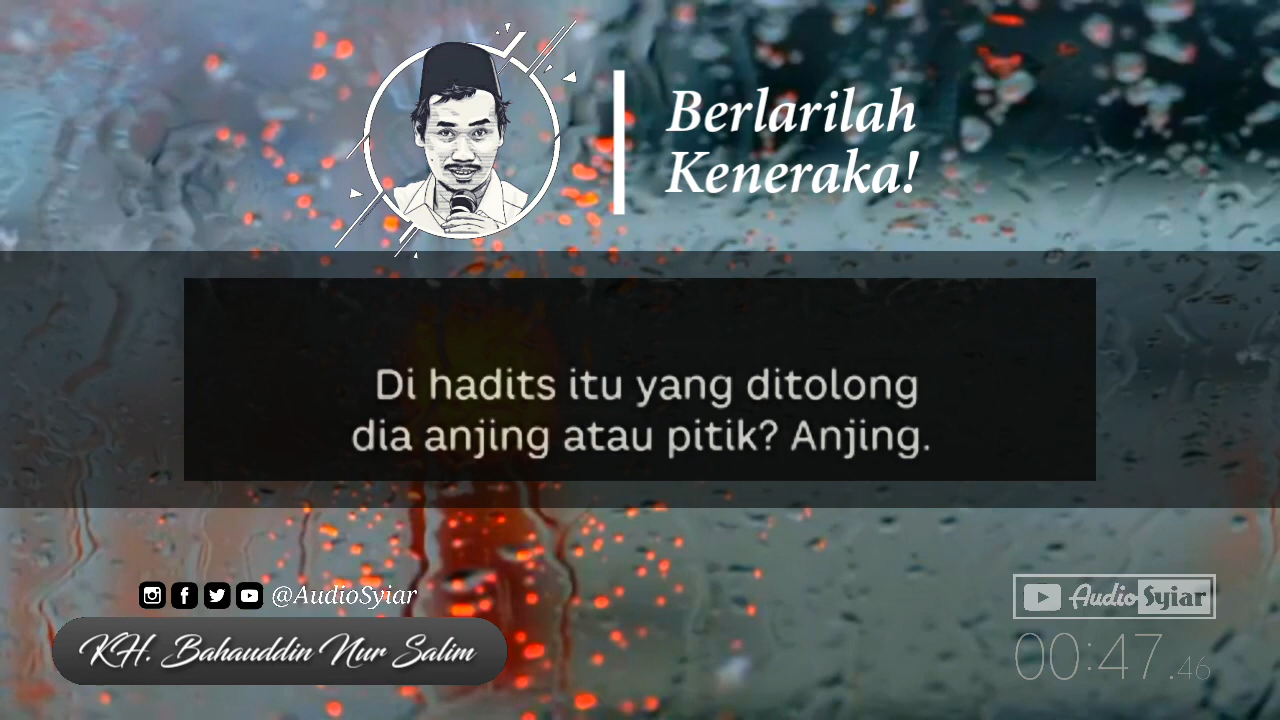 Berlarilah
Keneraka!
Di hadits itu yang ditolong
dia anjing atau pitik? Anjing.
@AudioSyiar
KH. Bahauddin Nur Salim
Audio Syiar
00:47.46